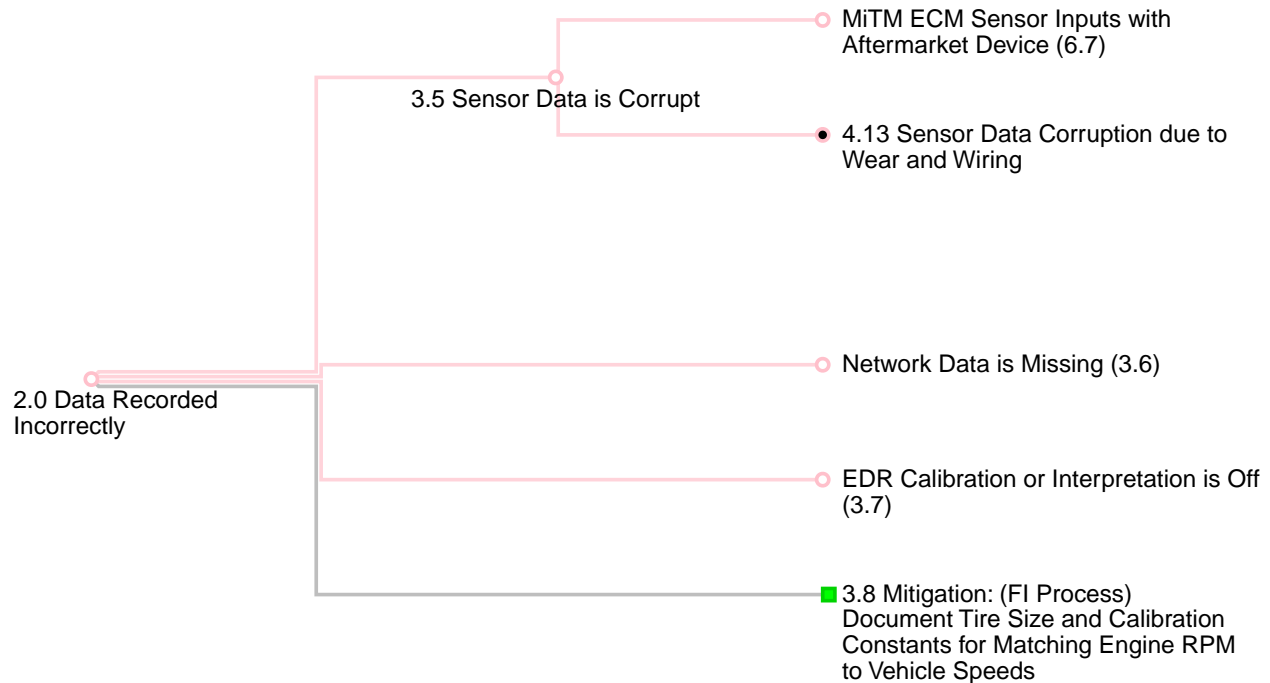 MiTM ECM Sensor Inputs with
Aftermarket Device (6.7)
3.5 Sensor Data is Corrupt
4.13 Sensor Data Corruption due to
Wear and Wiring
Network Data is Missing (3.6)
2.0 Data Recorded
Incorrectly
EDR Calibration or Interpretation is Off
(3.7)
3.8 Mitigation: (FI Process)
Document Tire Size and Calibration
Constants for Matching Engine RPM
to Vehicle Speeds